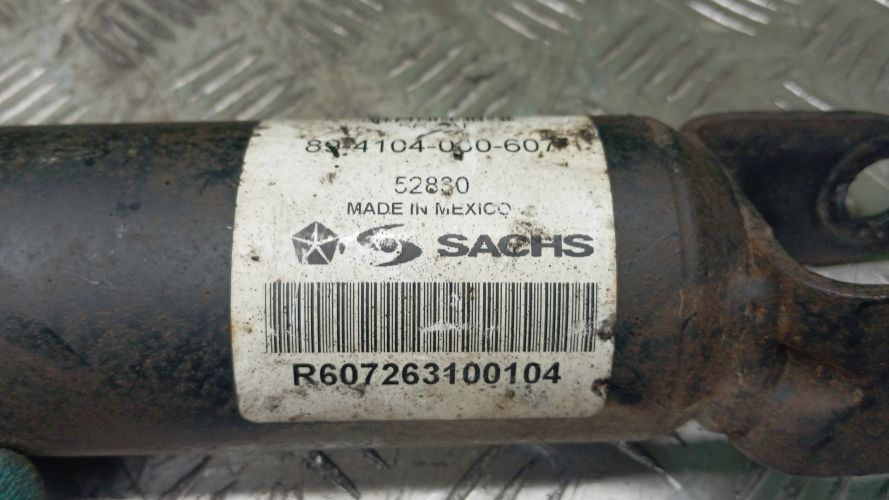 52830
MADE IN MEXICO
SACHS
R607263100104